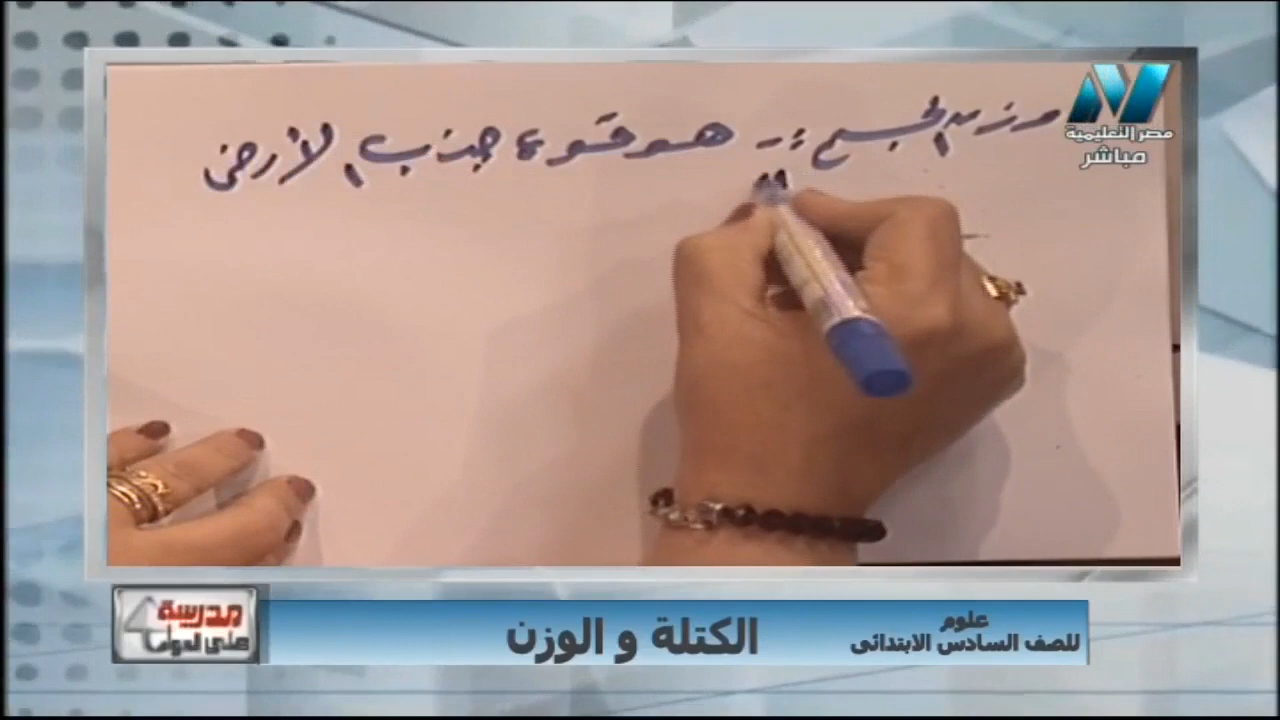 وزن الجسم :- هو قوة جذب الأرض
مصر التعليمية
مباشر
مدرسة
على الهواء
علوم
للصف السادس الابتدائى
الكتلة و الوزن